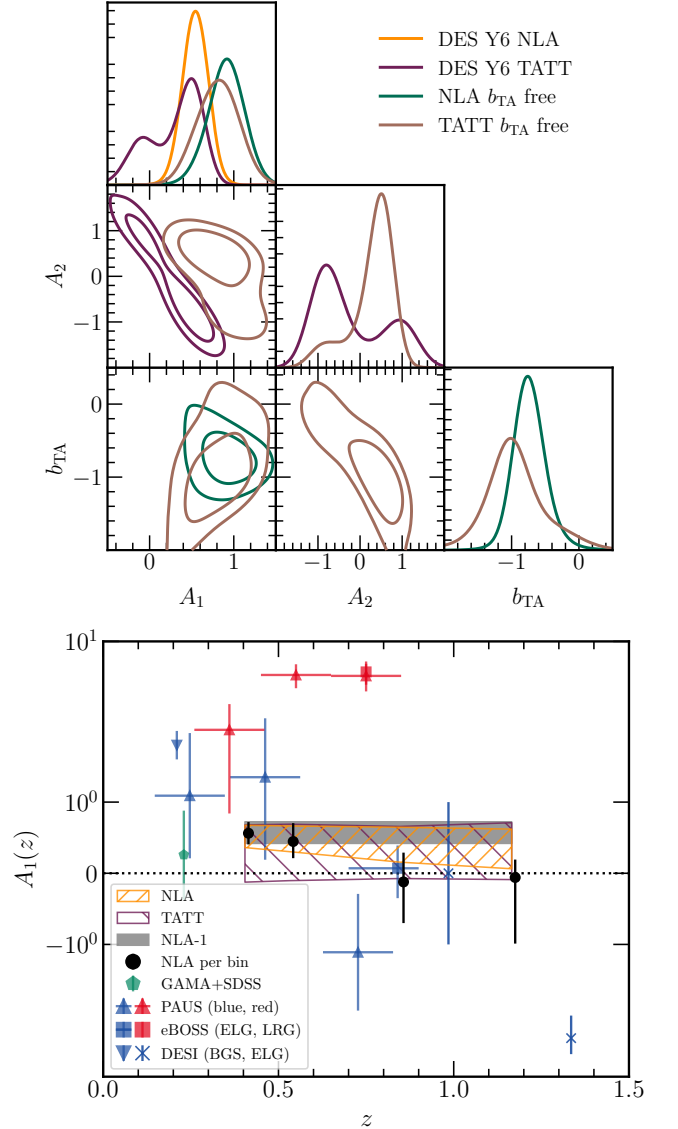 DES Y6 NLA
DES Y6 TATT
NLA b_TA free
TATT b_TA free
A_2
1
0
−1
b_TA
0
−1
0 1
−1 0 1
−1 0
A_1
A_2
b_TA
10^1
10^0
0
−10^0
A_1(z)
NLA
TATT
NLA-1
NLA per bin
GAMA+SDSS
PAUS (blue, red)
eBOSS (ELG, LRG)
DESI (BGS, ELG)
0.0 0.5 1.0 1.5
z